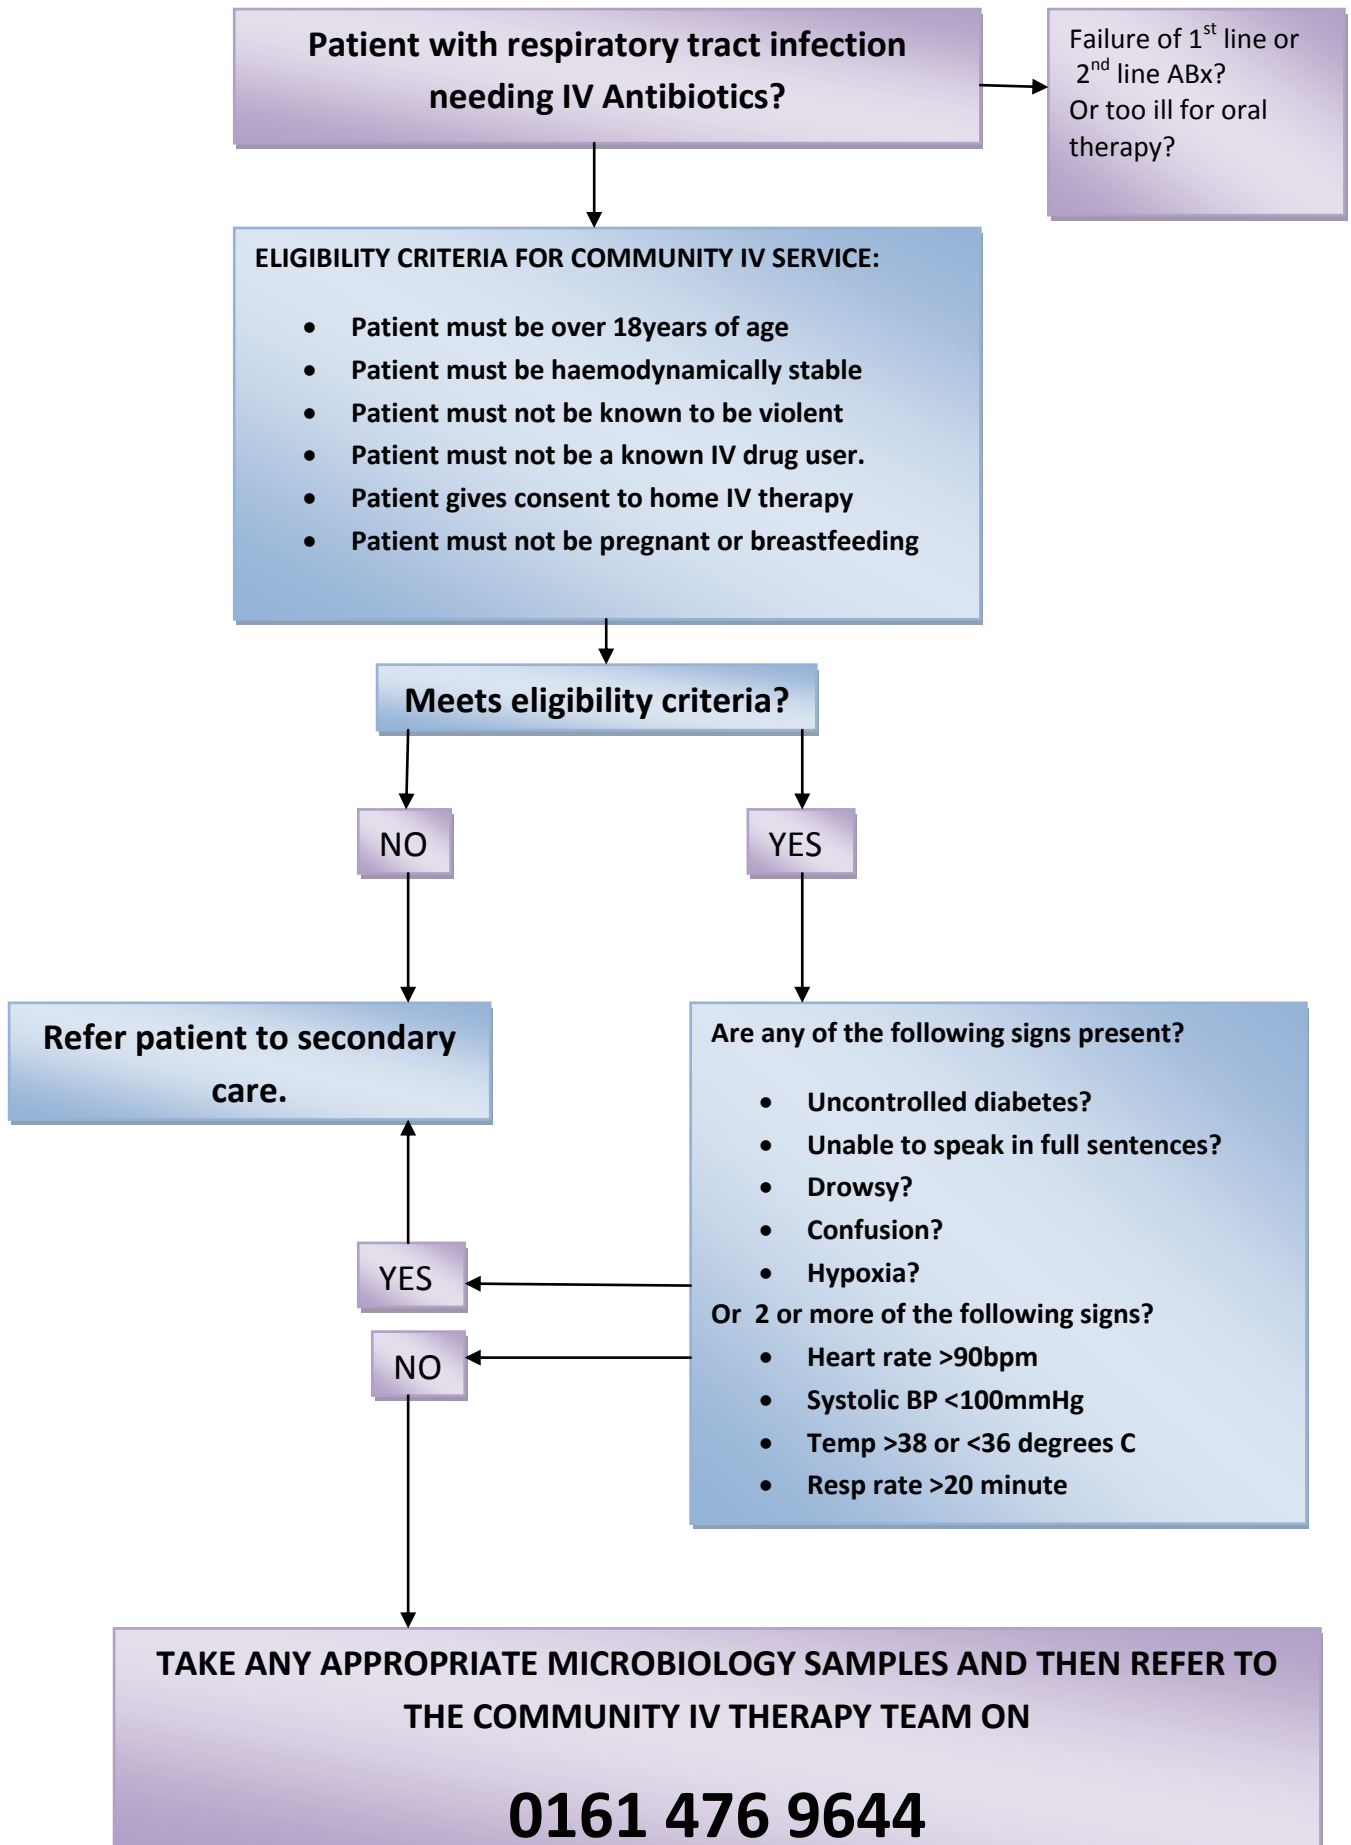 Patient with respiratory tract infection
needing IV Antibiotics?
Failure of 1st line or
2nd line ABx?
Or too ill for oral
therapy?
ELIGIBILITY CRITERIA FOR COMMUNITY IV SERVICE:
• Patient must be over 18years of age
• Patient must be haemodynamically stable
• Patient must not be known to be violent
• Patient must not be a known IV drug user.
• Patient gives consent to home IV therapy
• Patient must not be pregnant or breastfeeding
Meets eligibility criteria?
NO
YES
Refer patient to secondary
care.
Are any of the following signs present?
• Uncontrolled diabetes?
• Unable to speak in full sentences?
• Drowsy?
• Confusion?
• Hypoxia?
Or 2 or more of the following signs?
• Heart rate >90bpm
• Systolic BP <100mmHg
• Temp >38 or <36 degrees C
• Resp rate >20 minute
YES
NO
TAKE ANY APPROPRIATE MICROBIOLOGY SAMPLES AND THEN REFER TO
THE COMMUNITY IV THERAPY TEAM ON
0161 476 9644